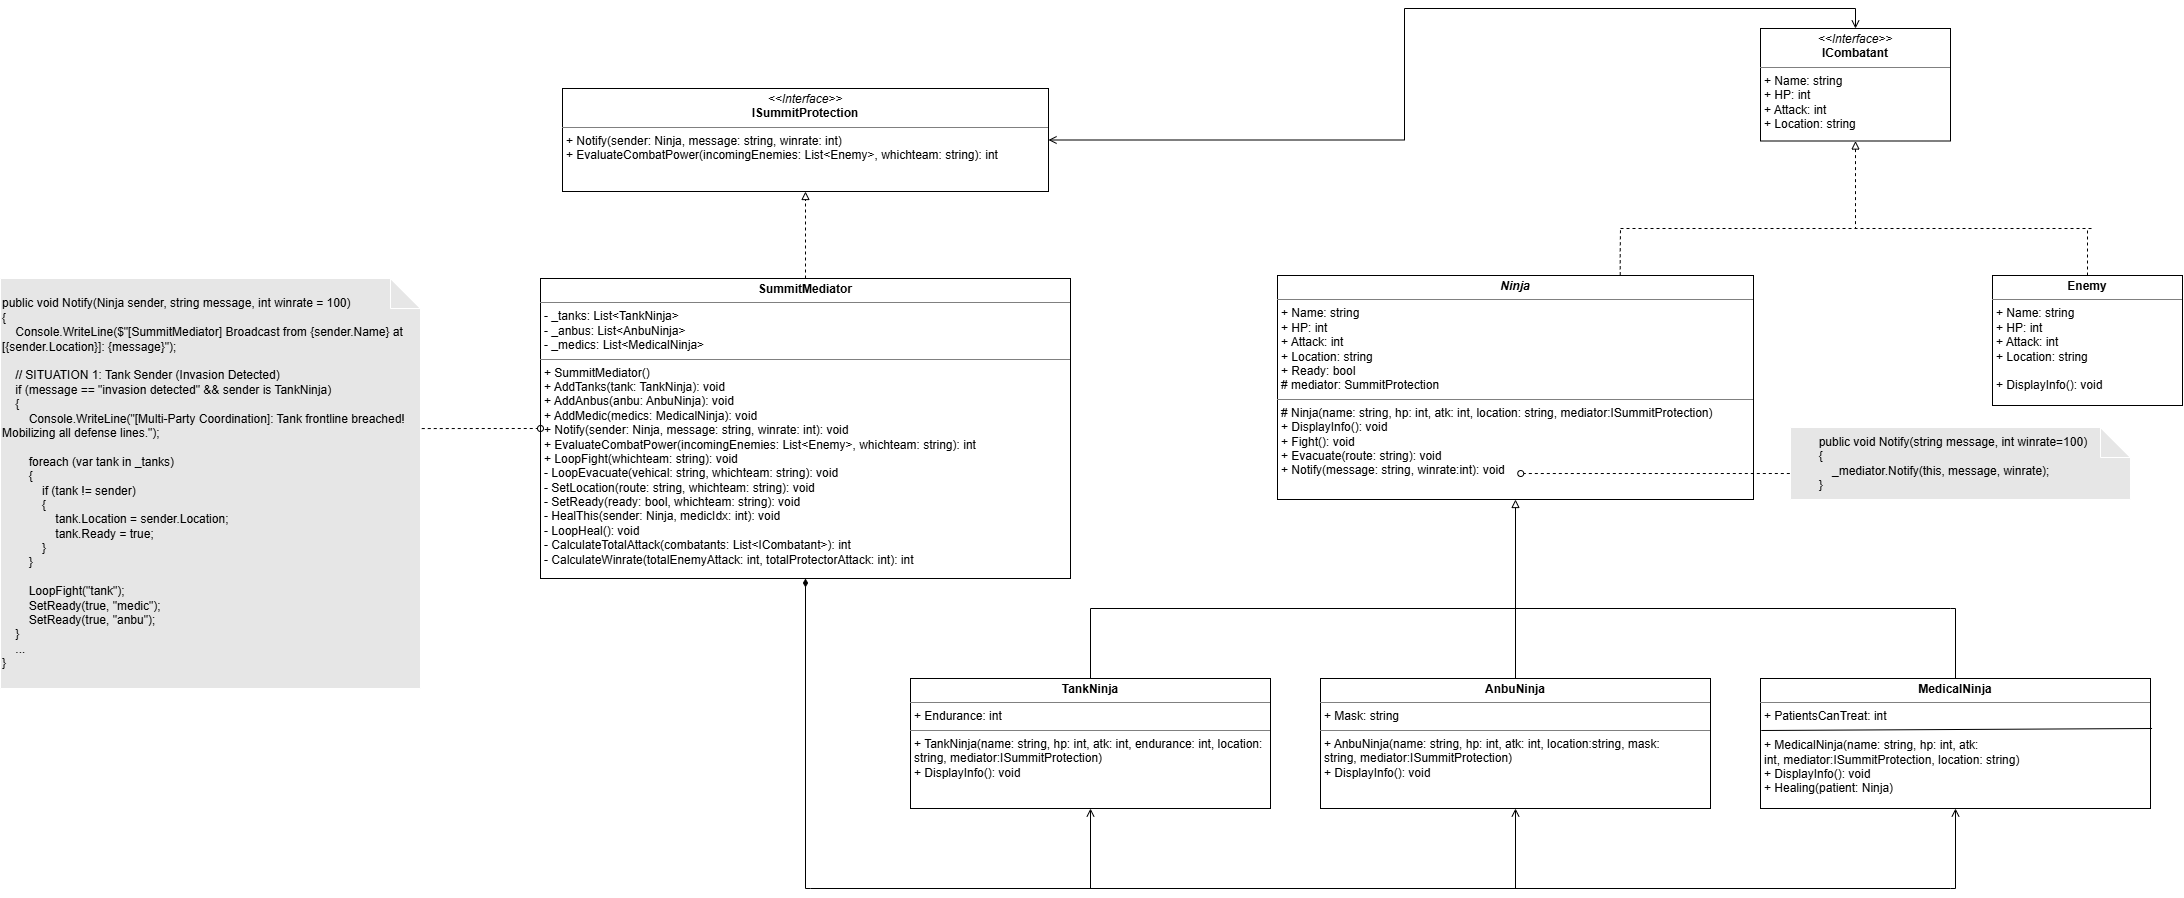 <<Interface>>
ICombatant
+ Name: string
+ HP: int
+ Attack: int
+ Location: string
<<Interface>>
ISummitProtection
+ Notify(sender: Ninja, message: string, winrate: int)
+ EvaluateCombatPower(incomingEnemies: List<Enemy>, whichteam: string): int
public void Notify(Ninja sender, string message, int winrate = 100)
{
Console.WriteLine($"[SummitMediator] Broadcast from {sender.Name} at
[{sender.Location}]: {message}");
// SITUATION 1: Tank Sender (Invasion Detected)
if (message == "invasion detected" && sender is TankNinja)
{
Console.WriteLine("[Multi-Party Coordination]: Tank frontline breached!
Mobilizing all defense lines.");
foreach (var tank in _tanks)
{
if (tank != sender)
{
tank.Location = sender.Location;
tank.Ready = true;
}
}
LoopFight("tank");
SetReady(true, "medic");
SetReady(true, "anbu");
}
...
}
SummitMediator
- _tanks: List<TankNinja>
- _anbus: List<AnbuNinja>
- _medics: List<MedicalNinja>
+ SummitMediator()
+ AddTanks(tank: TankNinja): void
+ AddAnbus(anbu: AnbuNinja): void
+ AddMedic(medics: MedicalNinja): void
+ Notify(sender: Ninja, message: string, winrate: int): void
+ EvaluateCombatPower(incomingEnemies: List<Enemy>, whichteam: string): int
+ LoopFight(whichteam: string): void
- LoopEvacuate(vehical: string, whichteam: string): void
- SetLocation(route: string, whichteam: string): void
- SetReady(ready: bool, whichteam: string): void
- HealThis(sender: Ninja, medicIdx: int): void
- LoopHeal(): void
- CalculateTotalAttack(combatants: List<ICombatant>): int
- CalculateWinrate(totalEnemyAttack: int, totalProtectorAttack: int): int
Ninja
+ Name: string
+ HP: int
+ Attack: int
+ Location: string
+ Ready: bool
# mediator: SummitProtection
# Ninja(name: string, hp: int, atk: int, location: string, mediator:ISummitProtection)
+ DisplayInfo(): void
+ Fight(): void
+ Evacuate(route: string): void
+ Notify(message: string, winrate:int): void
Enemy
+ Name: string
+ HP: int
+ Attack: int
+ Location: string
+ DisplayInfo(): void
public void Notify(string message, int winrate=100)
{
_mediator.Notify(this, message, winrate);
}
TankNinja
+ Endurance: int
+ TankNinja(name: string, hp: int, atk: int, endurance: int, location:
string, mediator:ISummitProtection)
+ DisplayInfo(): void
AnbuNinja
+ Mask: string
+ AnbuNinja(name: string, hp: int, atk: int, location:string, mask:
string, mediator:ISummitProtection)
+ DisplayInfo(): void
MedicalNinja
+ PatientsCanTreat: int
+ MedicalNinja(name: string, hp: int, atk:
int, mediator:ISummitProtection, location: string)
+ DisplayInfo(): void
+ Healing(patient: Ninja)